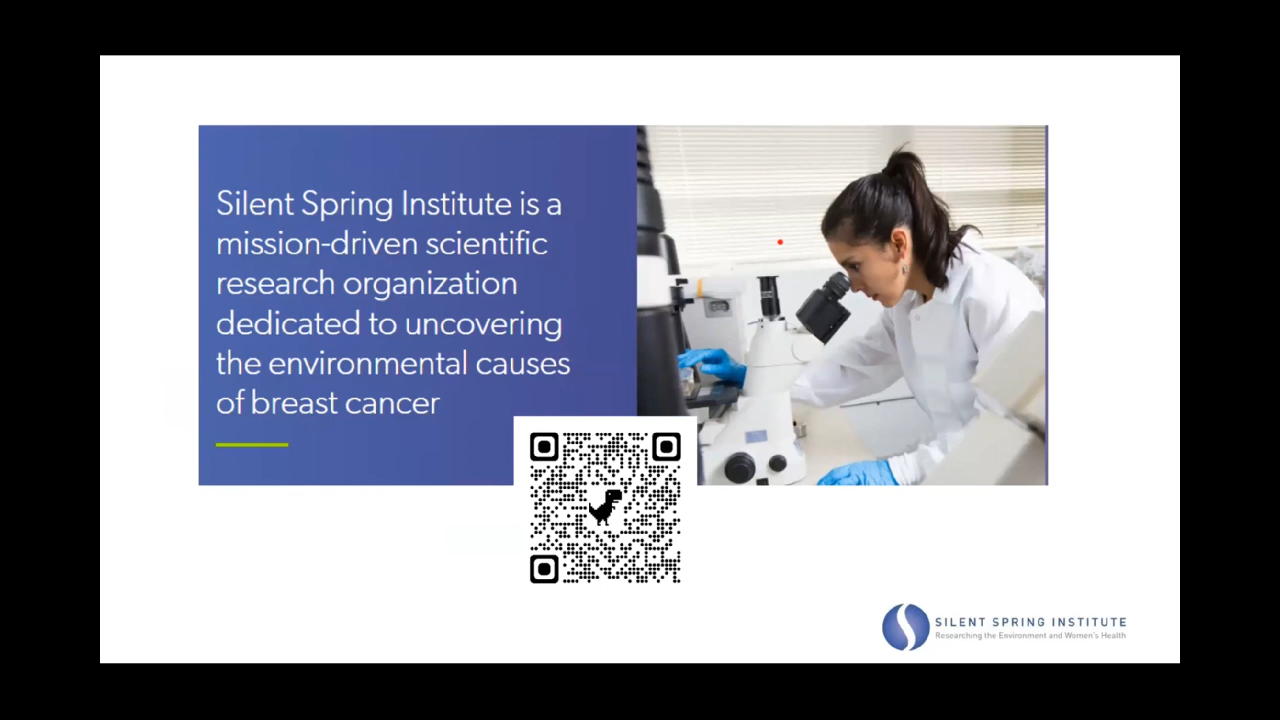 Silent Spring Institute is a
mission-driven scientific
research organization
dedicated to uncovering
the environmental causes
of breast cancer
SILENT SPRING INSTITUTE
Researching the Environment and Women's Health